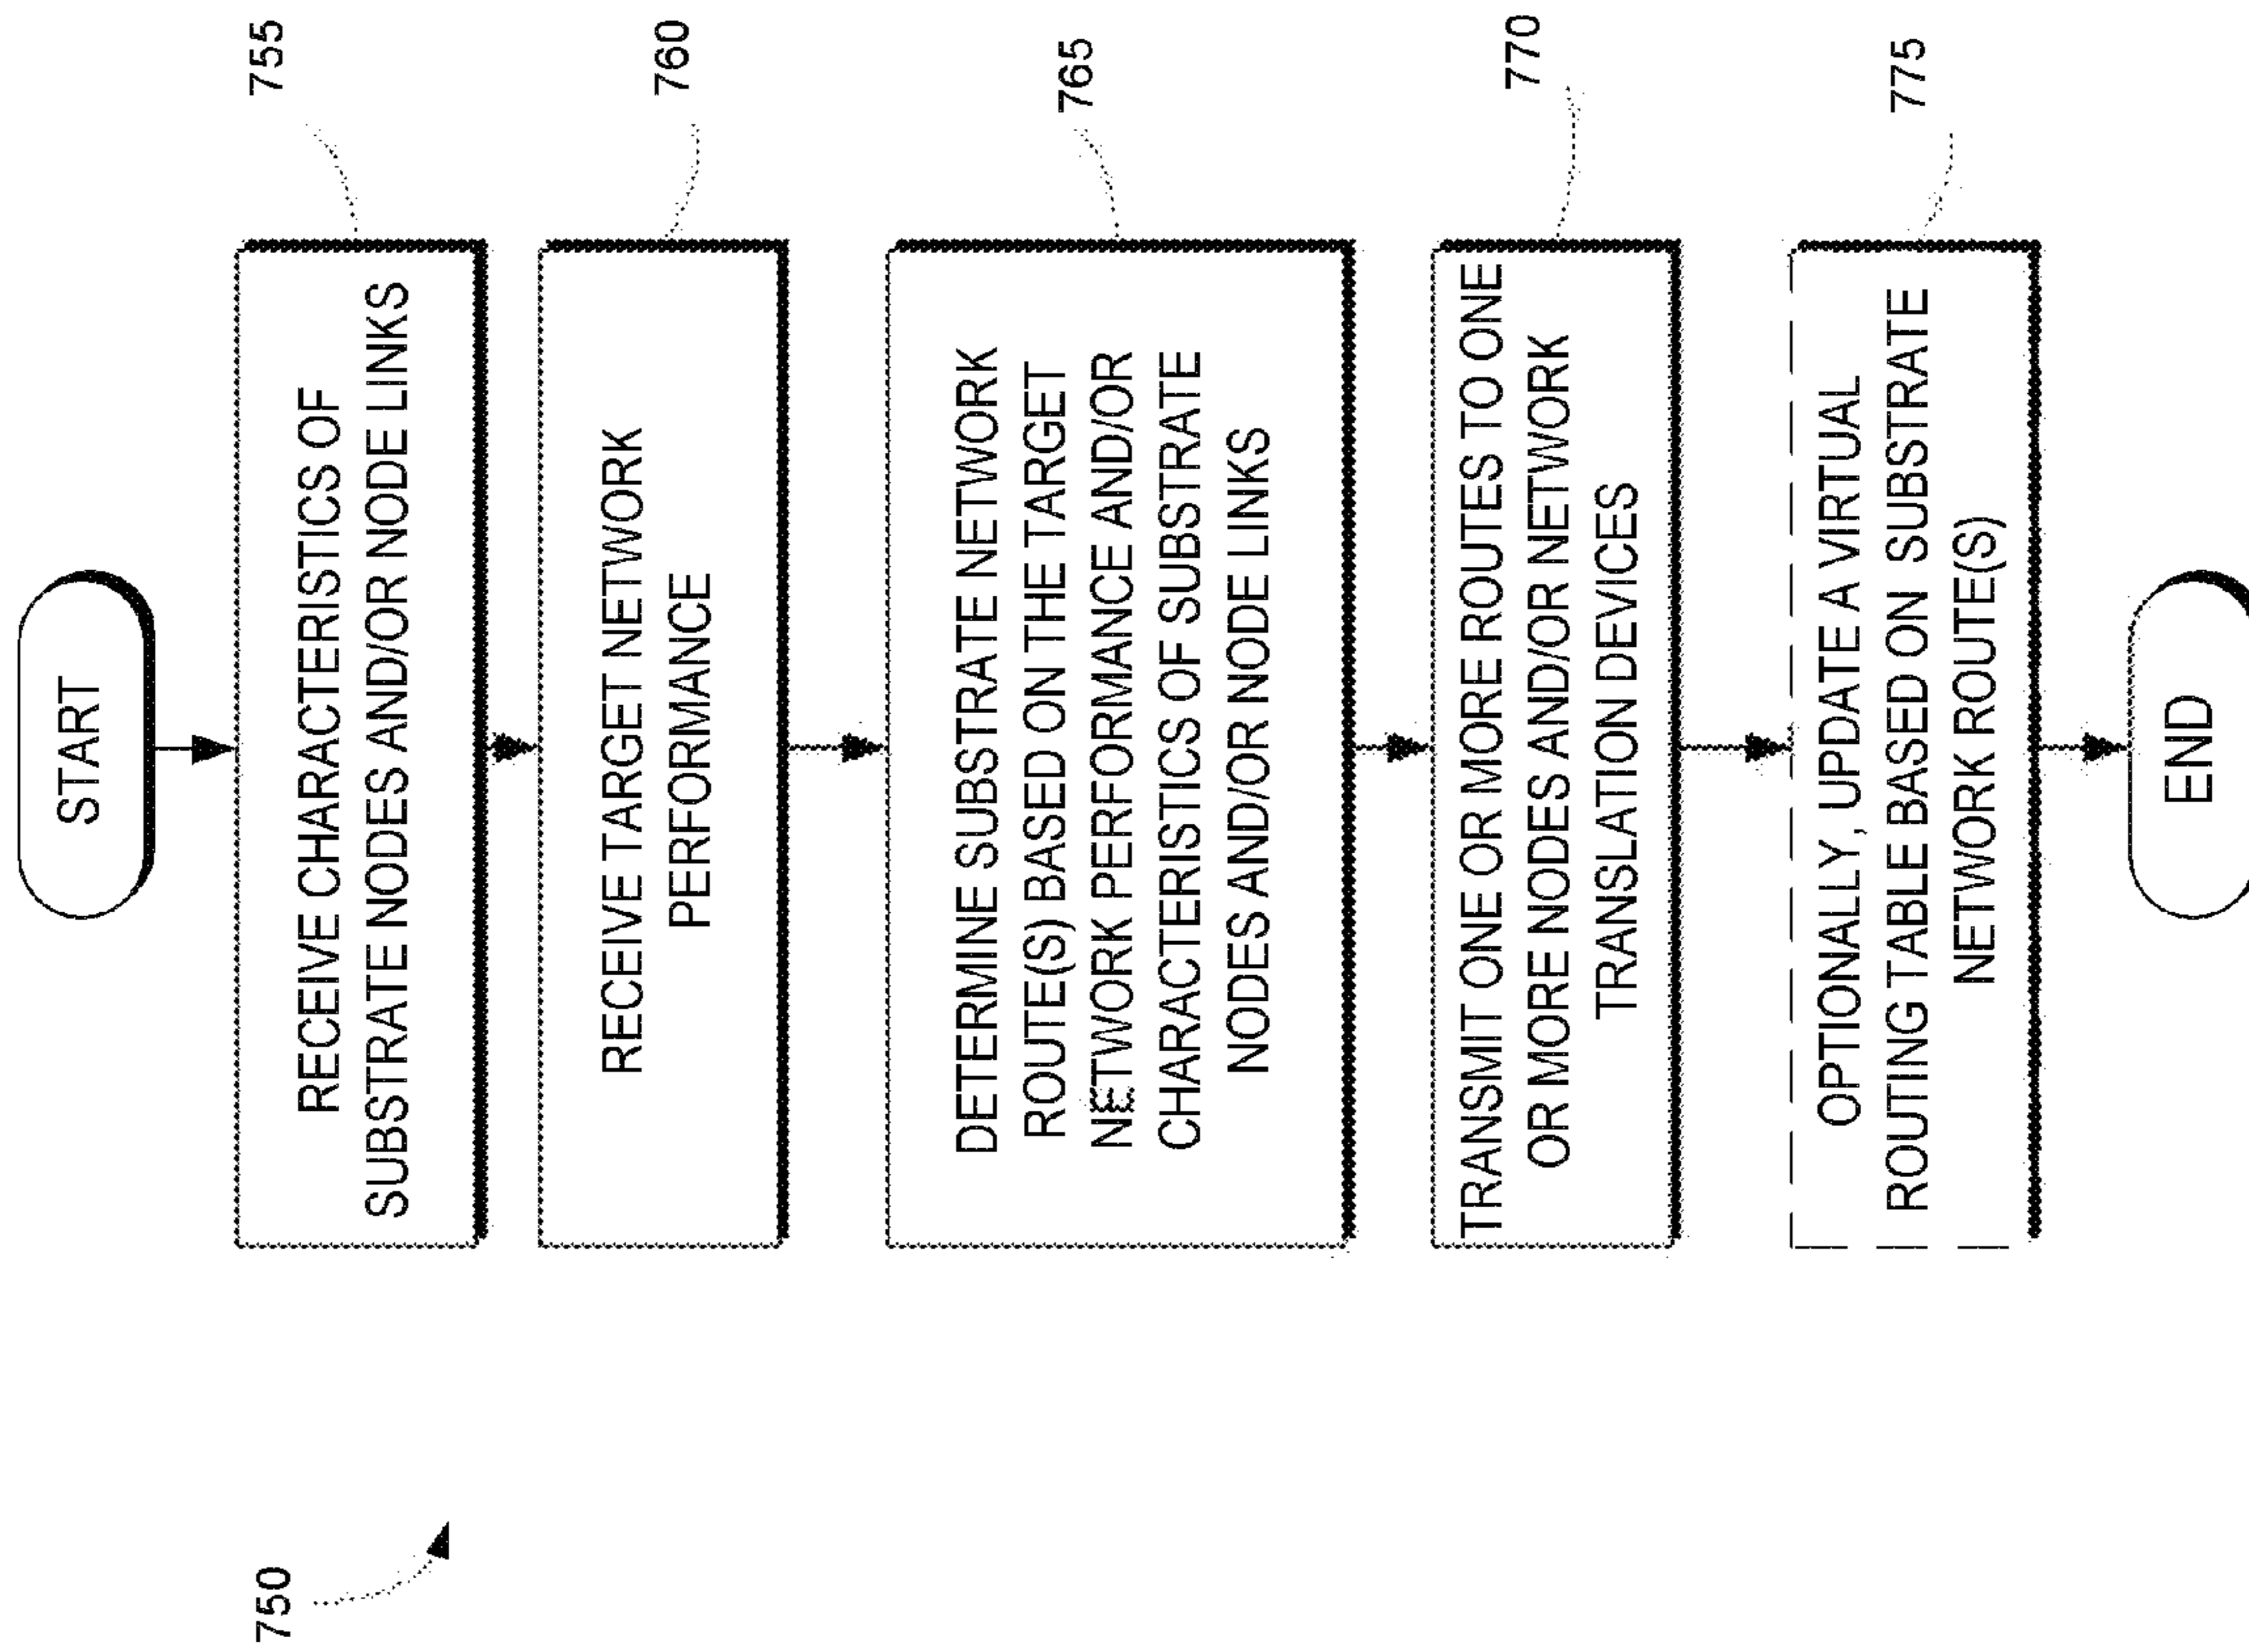 750
START
RECEIVE CHARACTERISTICS OF
SUBSTRATE NODES AND/OR NODE LINKS
755
RECEIVE TARGET NETWORK
PERFORMANCE
760
DETERMINE SUBSTRATE NETWORK
ROUTE(S) BASED ON THE TARGET
NETWORK PERFORMANCE AND/OR
CHARACTERISTICS OF SUBSTRATE
NODES AND/OR NODE LINKS
765
TRANSMIT ONE OR MORE ROUTES TO ONE
OR MORE NODES AND/OR NETWORK
TRANSLATION DEVICES
770
OPTIONALLY, UPDATE A VIRTUAL
ROUTING TABLE BASED ON SUBSTRATE
NETWORK ROUTE(S)
775
END